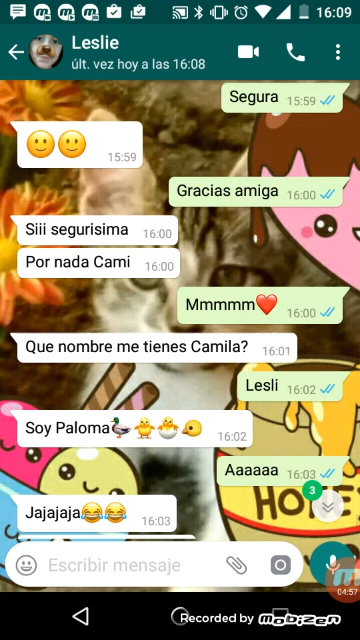 16:09
Leslie
últ. vez hoy a las 16:08
Segura 15:59
🙂🙂 15:59
Gracias amiga 16:00
Siii segurisima 16:00
Por nada Cami 16:00
Mmmmm❤️ 16:00
Que nombre me tienes Camila? 16:01
Lesli 16:02
Soy Paloma🦆🐥🐣🐤 16:02
Aaaaaa 16:03
3
HONEY
Jajajaja😂😂 16:03
Escribir mensaje
04:57
Recorded by mobizen